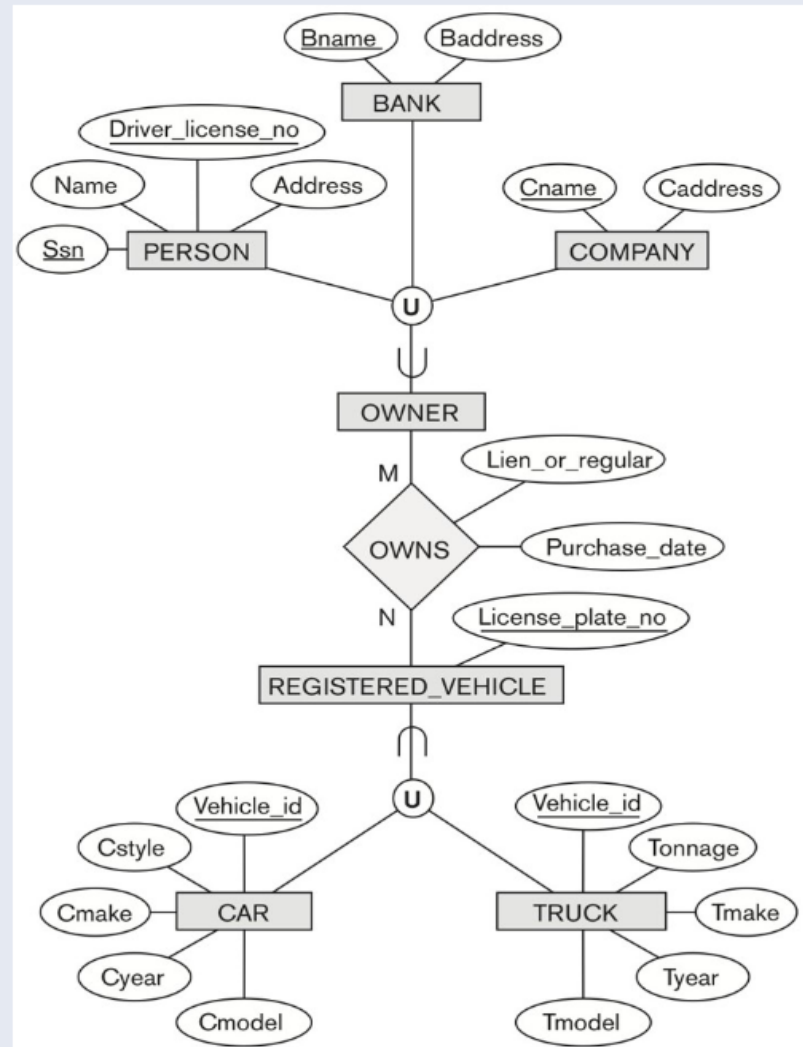 Bname
Baddress
BANK
Driver_license_no
Name
Address
Cname
Caddress
Ssn
PERSON
COMPANY
U
OWNER
M
Lien_or_regular
OWNS
Purchase_date
N
License_plate_no
REGISTERED_VEHICLE
U
Vehicle_id
Vehicle_id
Cstyle
Tonnage
Cmake
CAR
TRUCK
Tmake
Cyear
Tyear
Cmodel
Tmodel